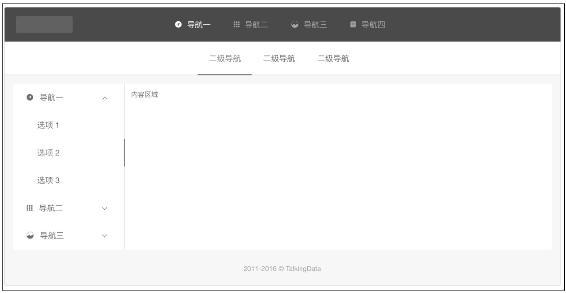 导航一 导航二 导航三 导航四
二级导航 二级导航 二级导航
导航一
内容区域
选项 1
选项 2
选项 3
导航二
导航三
2011-2016 © TalkingData